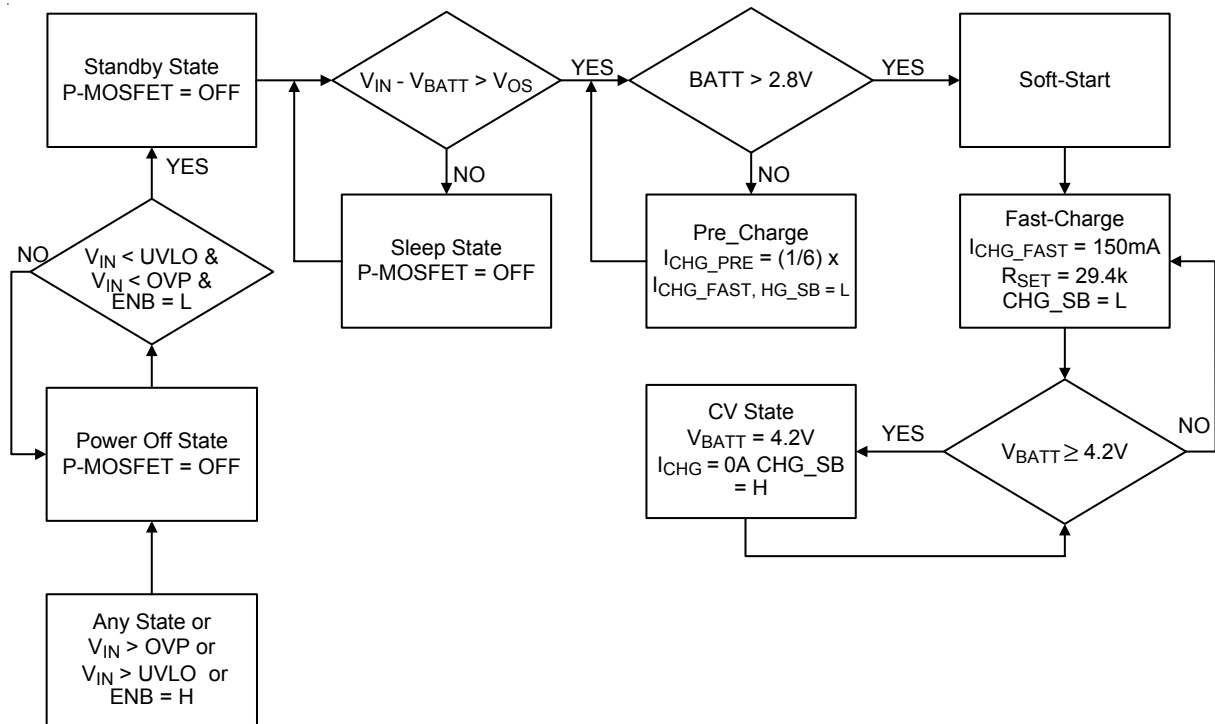 Standby State
P-MOSFET = OFF
V_IN - V_BATT > V_OS
YES
BATT > 2.8V
YES
Soft-Start
YES
NO
NO
Sleep State
P-MOSFET = OFF
Pre_Charge
I_CHG_PRE = (1/6) x
I_CHG_FAST, HG_SB = L
Fast-Charge
I_CHG_FAST = 150mA
R_SET = 29.4k
CHG_SB = L
NO
V_IN < UVLO &
V_IN < OVP &
ENB = L
Power Off State
P-MOSFET = OFF
CV State
V_BATT = 4.2V
I_CHG = 0A CHG_SB
= H
YES
V_BATT ≥ 4.2V
NO
Any State or
V_IN > OVP or
V_IN > UVLO or
ENB = H